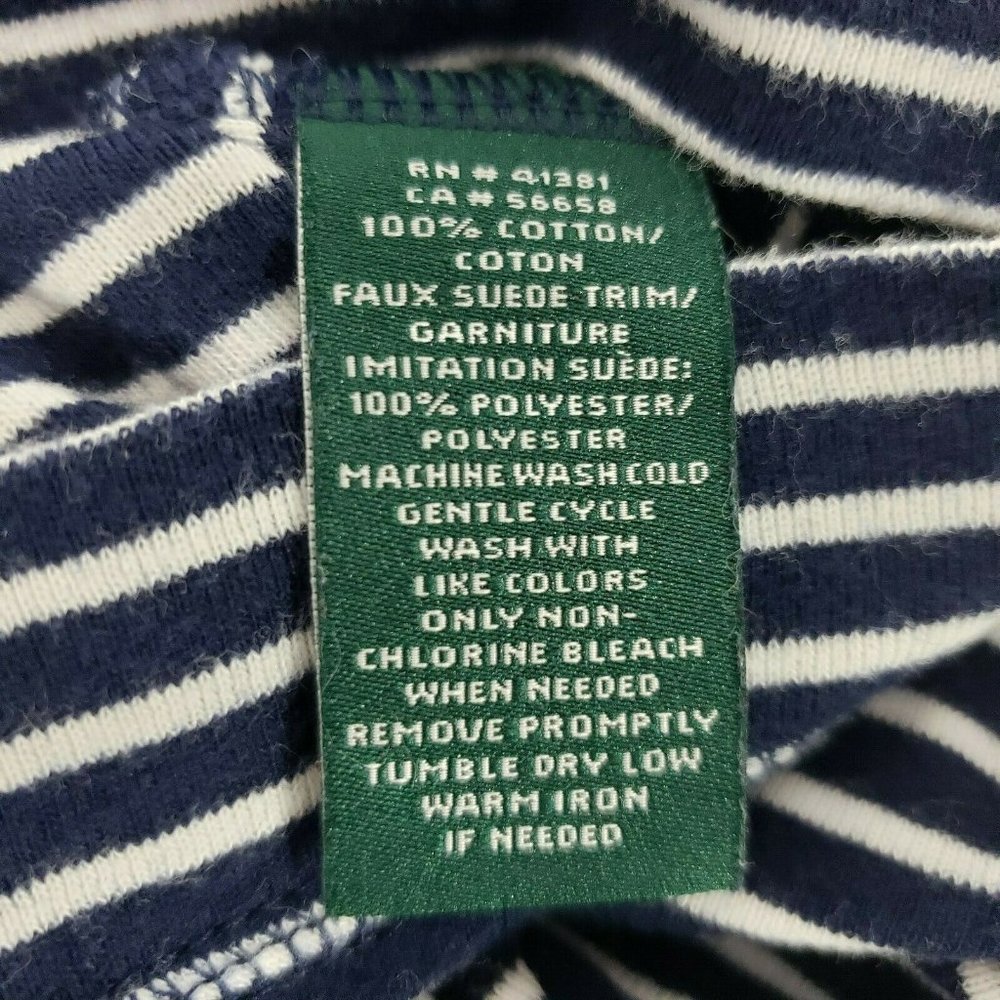 RN # 41381
CA # 56658
100% COTTON/
COTON
FAUX SUEDE TRIM/
GARNITURE
IMITATION SUÈDE:
100% POLYESTER/
POLYESTER
MACHINE WASH COLD
GENTLE CYCLE
WASH WITH
LIKE COLORS
ONLY NON-
CHLORINE BLEACH
WHEN NEEDED
REMOVE PROMPTLY
TUMBLE DRY LOW
WARM IRON
IF NEEDED